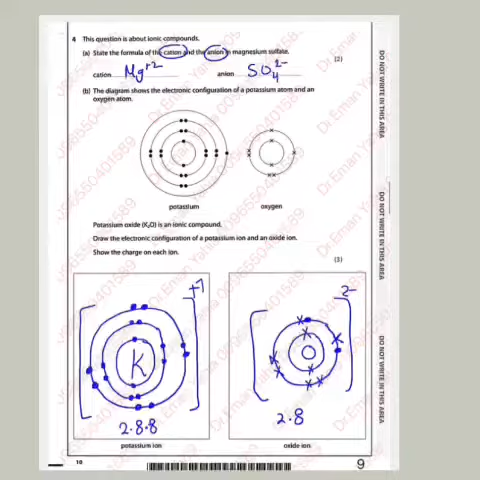 4 This question is about ionic compounds.
(a) State the formula of the cation and the anion in magnesium sulfate.
(2)
cation Mg⁺² anion SO₄²⁻
(b) The diagram shows the electronic configuration of a potassium atom and an
oxygen atom.
potassium oxygen
Potassium oxide (K₂O) is an ionic compound.
Draw the electronic configuration of a potassium ion and an oxide ion.
Show the charge on each ion.
(3)
+1 2-
K
2.8.8 2.8
potassium ion oxide ion
10
9
DO NOT WRITE IN THIS AREA
DO NOT WRITE IN THIS AREA
DO NOT WRITE IN THIS AREA